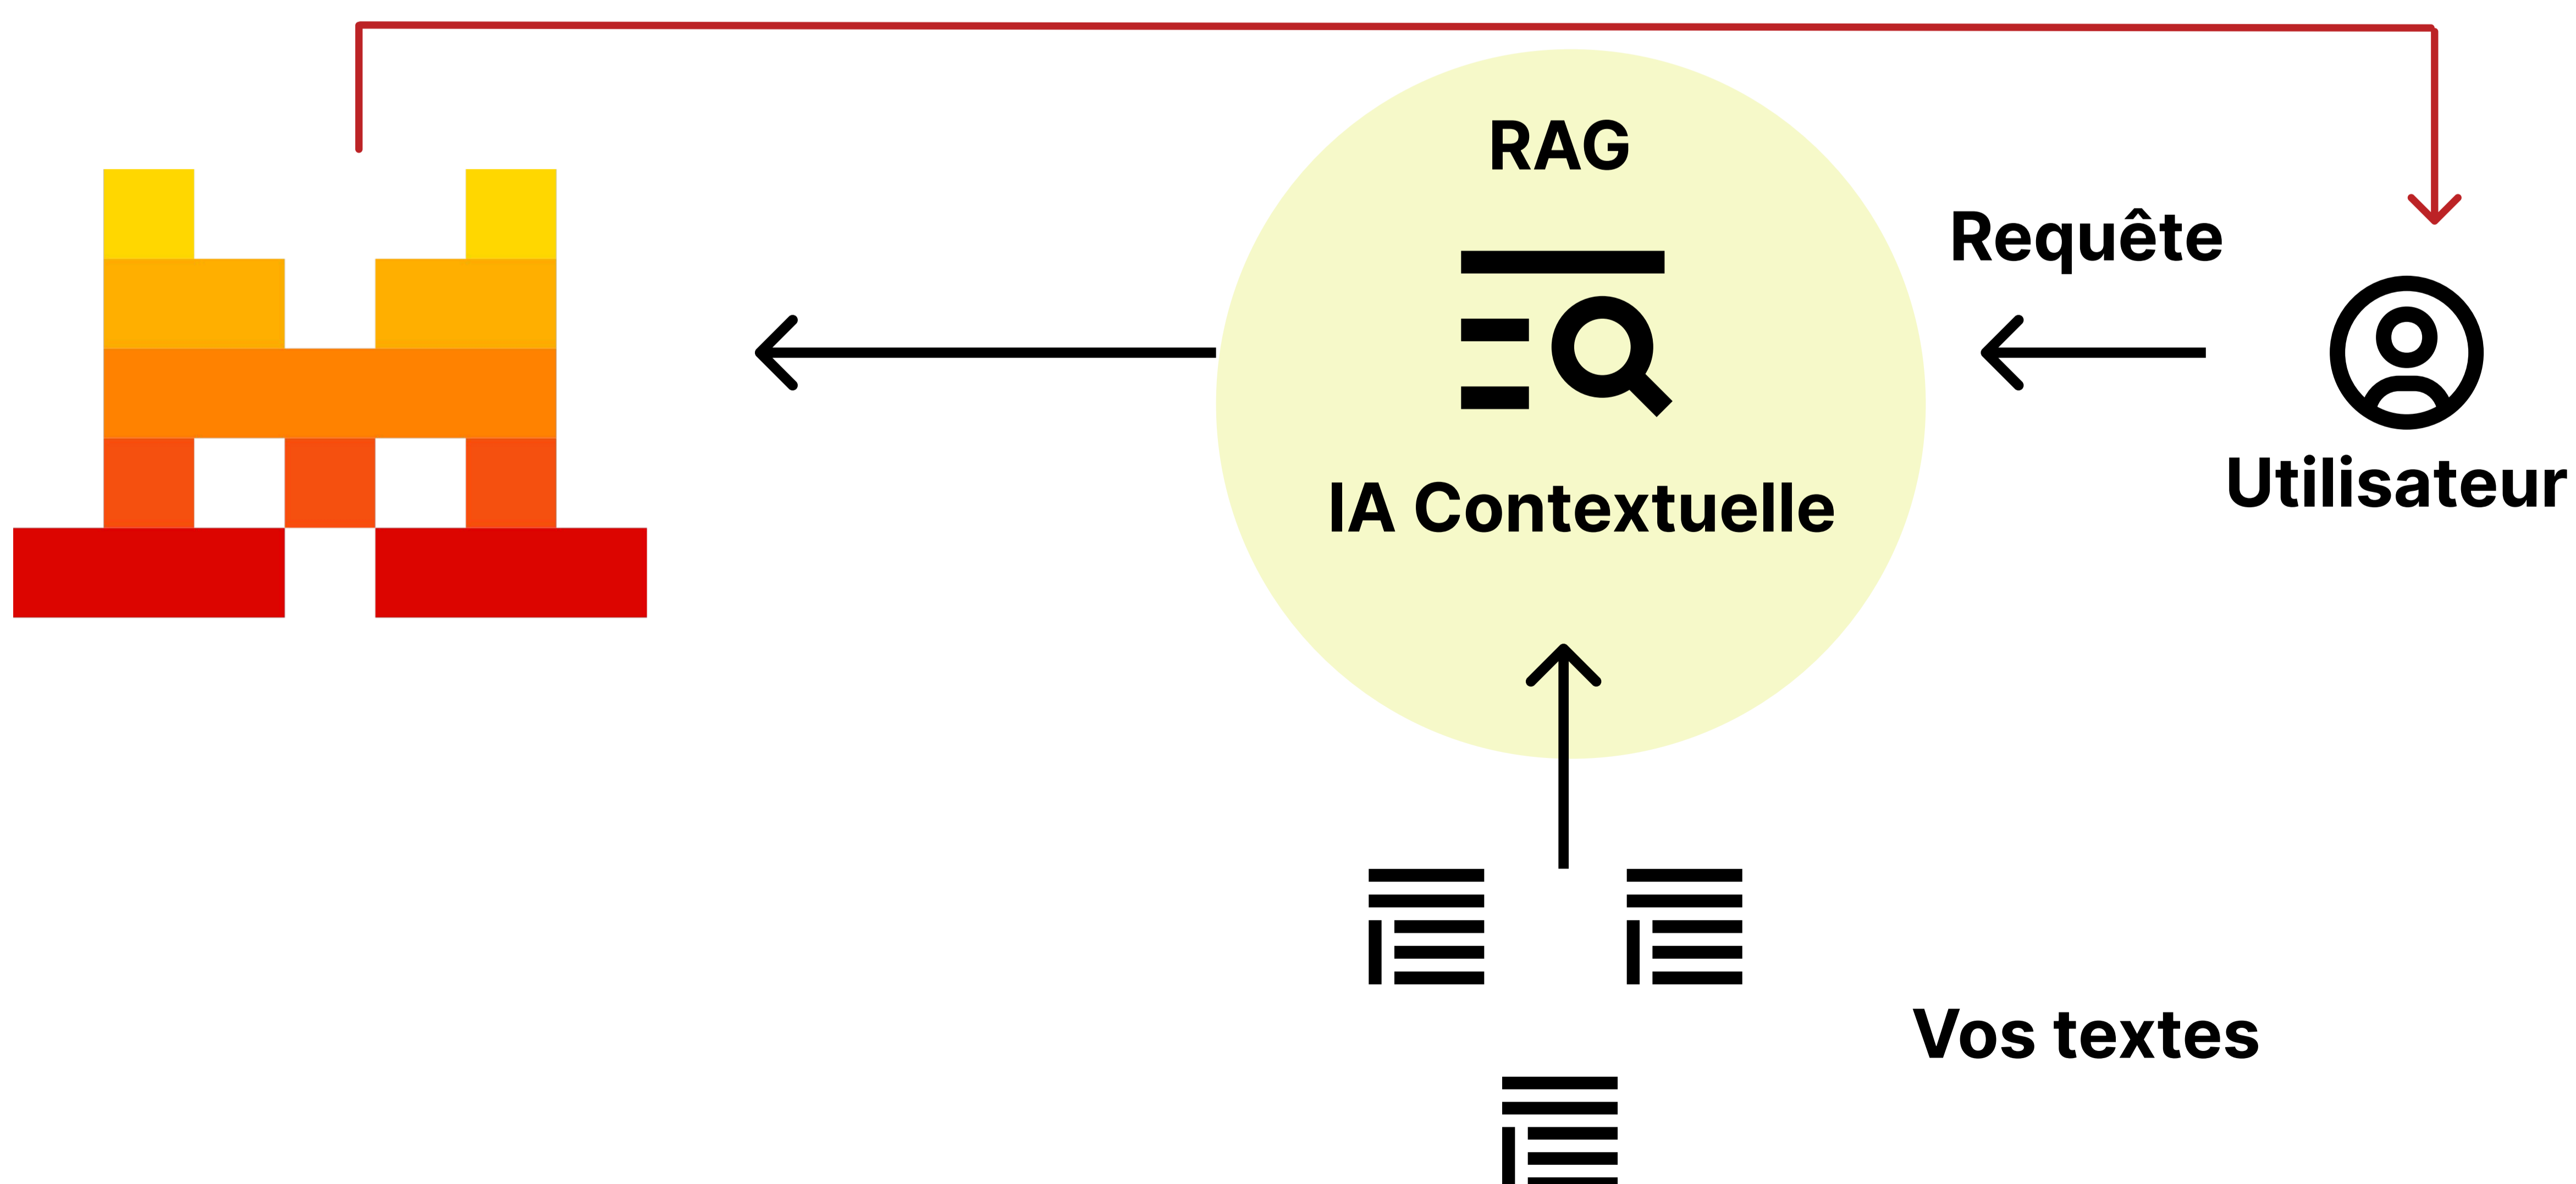 RAG
Requête
IA Contextuelle
Utilisateur
Vos textes